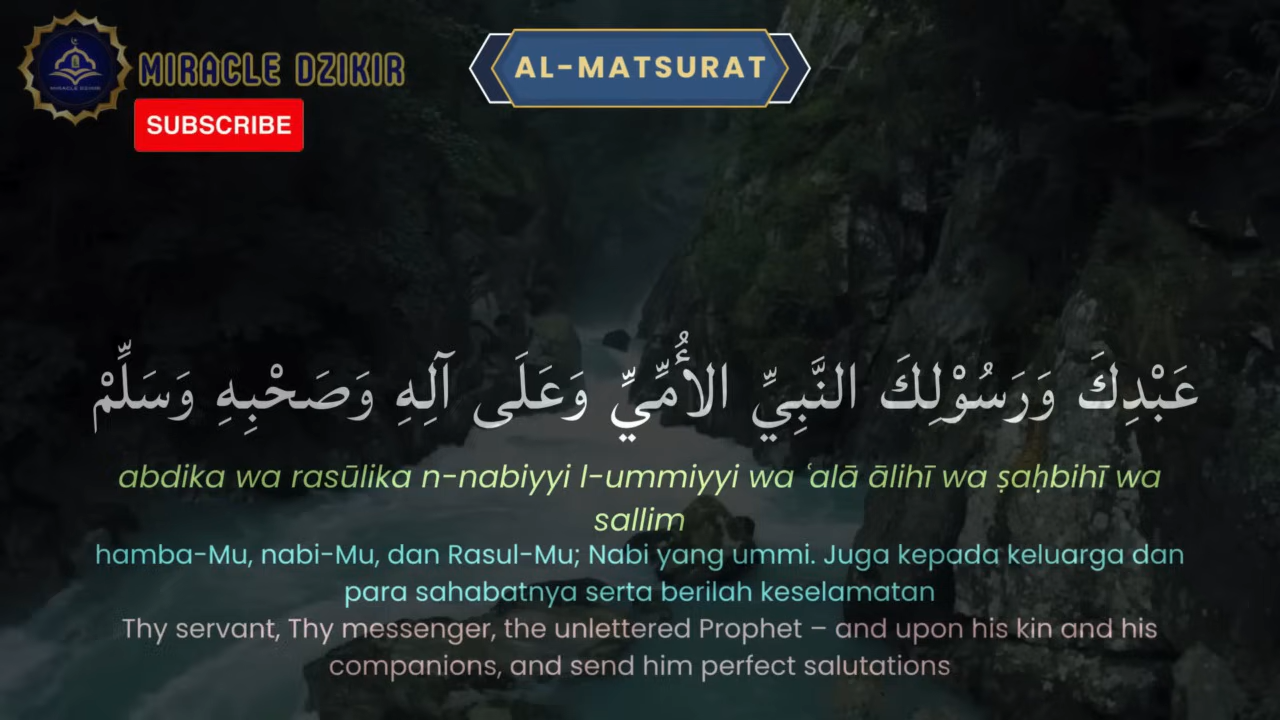 MIRACLE DZIKIR
AL-MATSURAT
SUBSCRIBE
عَبْدِكَ وَرَسُوْلِكَ النَّبِيِّ الأُمِّيِّ وَعَلَى آلِهِ وَصَحْبِهِ وَسَلِّمْ
abdika wa rasūlika n-nabiyyi l-ummiyyi wa ʿalā ālihī wa ṣaḥbihī wa
sallim
hamba-Mu, nabi-Mu, dan Rasul-Mu; Nabi yang ummi. Juga kepada keluarga dan
para sahabatnya serta berilah keselamatan
Thy servant, Thy messenger, the unlettered Prophet – and upon his kin and his
companions, and send him perfect salutations